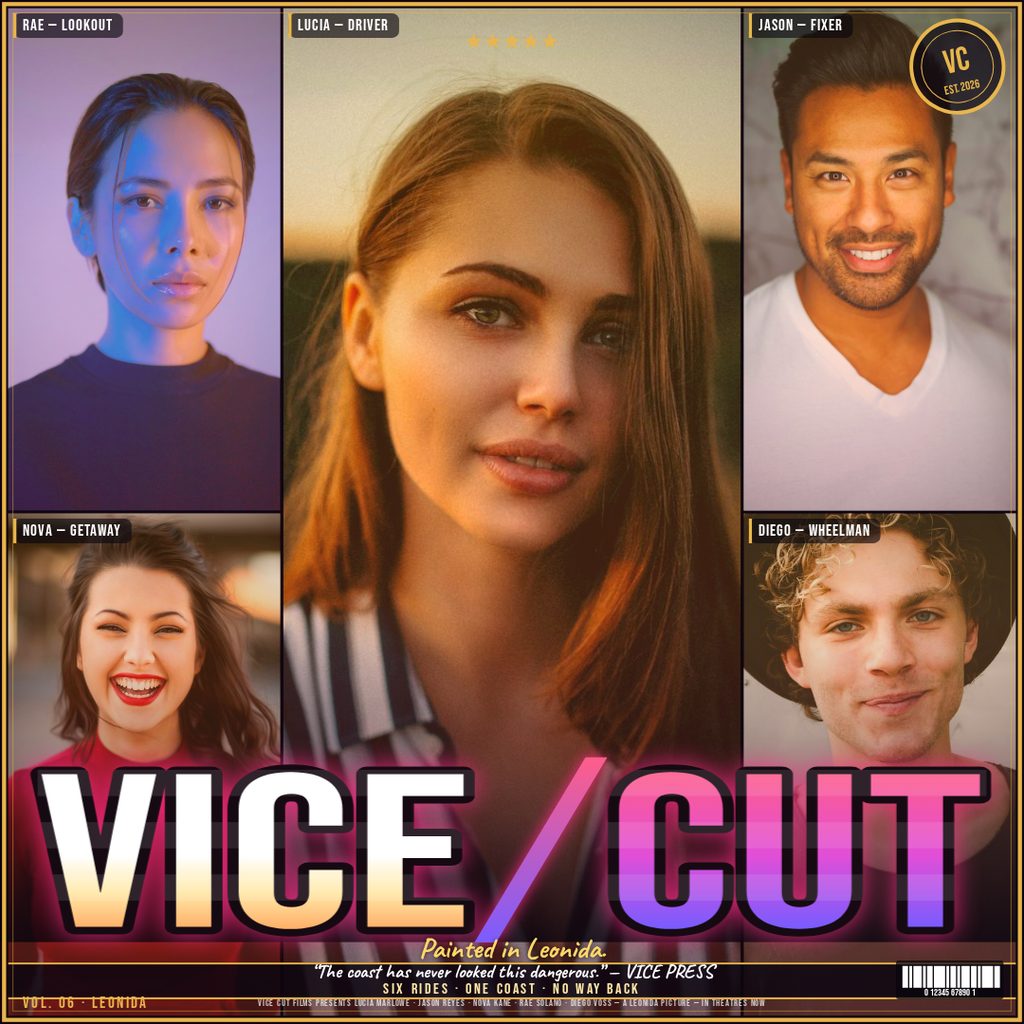 RAE – LOOKOUT
LUCIA – DRIVER
JASON – FIXER
VC
EST. 2026
NOVA – GETAWAY
DIEGO – WHEELMAN
VICE/CUT
Painted in Leonida.
“The coast has never looked this dangerous.” – VICE PRESS
SIX RIDES · ONE COAST · NO WAY BACK
VOL. 06 · LEONIDA
VICE CUT FILMS PRESENTS LUCIA MARLOWE · JASON REYES · NOVA KANE · RAE SOLANO · DIEGO VOSS – A LEONIDA PICTURE – IN THEATRES NOW
0 12345 67890 1